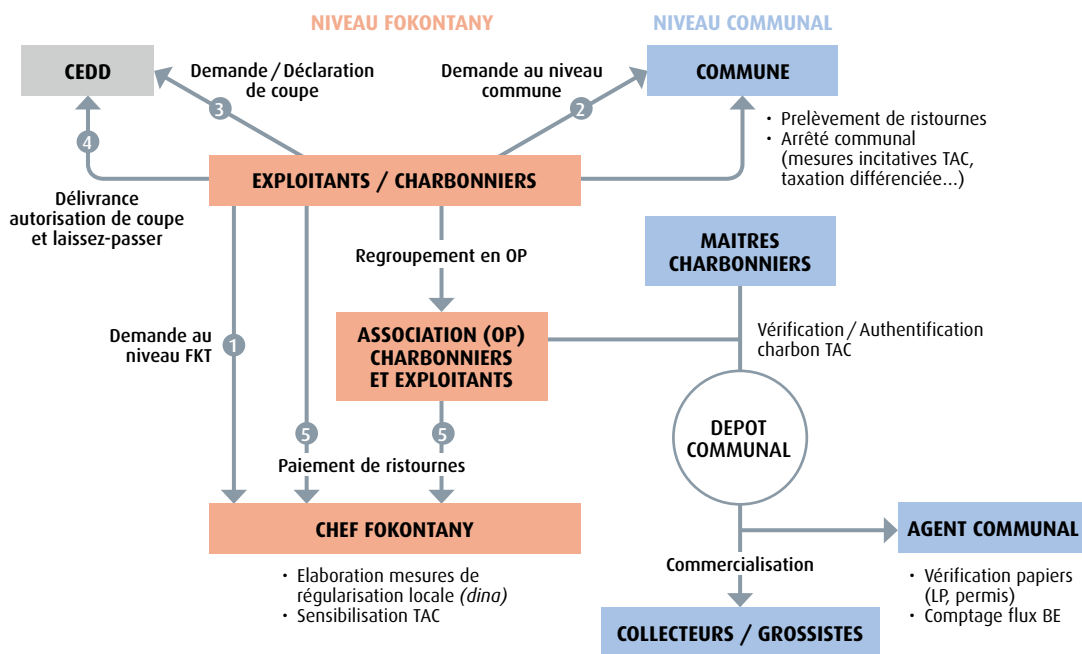 NIVEAU FOKONTANY
NIVEAU COMMUNAL
CEDD
Demande / Déclaration
de coupe
3
Demande au niveau
commune
2
COMMUNE
4
· Prelèvement de ristournes
· Arrêté communal
(mesures incitatives TAC,
taxation différenciée...)
EXPLOITANTS / CHARBONNIERS
Délivrance
autorisation de coupe
et laissez-passer
Regroupement en OP
MAITRES
CHARBONNIERS
Demande au
niveau FKT
1
ASSOCIATION (OP)
CHARBONNIERS
ET EXPLOITANTS
Vérification / Authentification
charbon TAC
DEPOT
COMMUNAL
5
5
Paiement de ristournes
CHEF FOKONTANY
· Elaboration mesures de
régularisation locale (dina)
· Sensibilisation TAC
AGENT COMMUNAL
Commercialisation
· Vérification papiers
(LP, permis)
· Comptage flux BE
COLLECTEURS / GROSSISTES